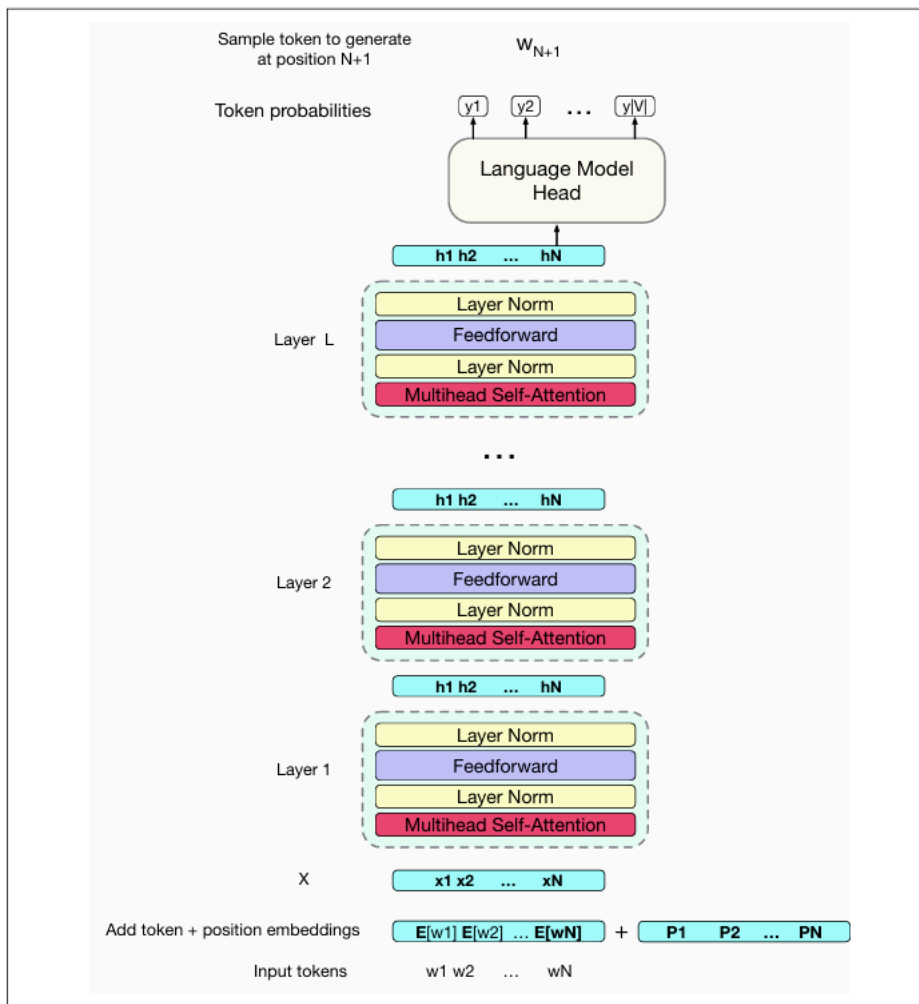 Sample token to generate at position N+1
w_{N+1}
Token probabilities
y1 y2 ... y|V|
Language Model Head
h1 h2 ... hN
Layer L
Layer Norm
Feedforward
Layer Norm
Multihead Self-Attention
...
h1 h2 ... hN
Layer 2
Layer Norm
Feedforward
Layer Norm
Multihead Self-Attention
h1 h2 ... hN
Layer 1
Layer Norm
Feedforward
Layer Norm
Multihead Self-Attention
X x1 x2 ... xN
Add token + position embeddings E[w1] E[w2] ... E[wN] + P1 P2 ... PN
Input tokens w1 w2 ... wN